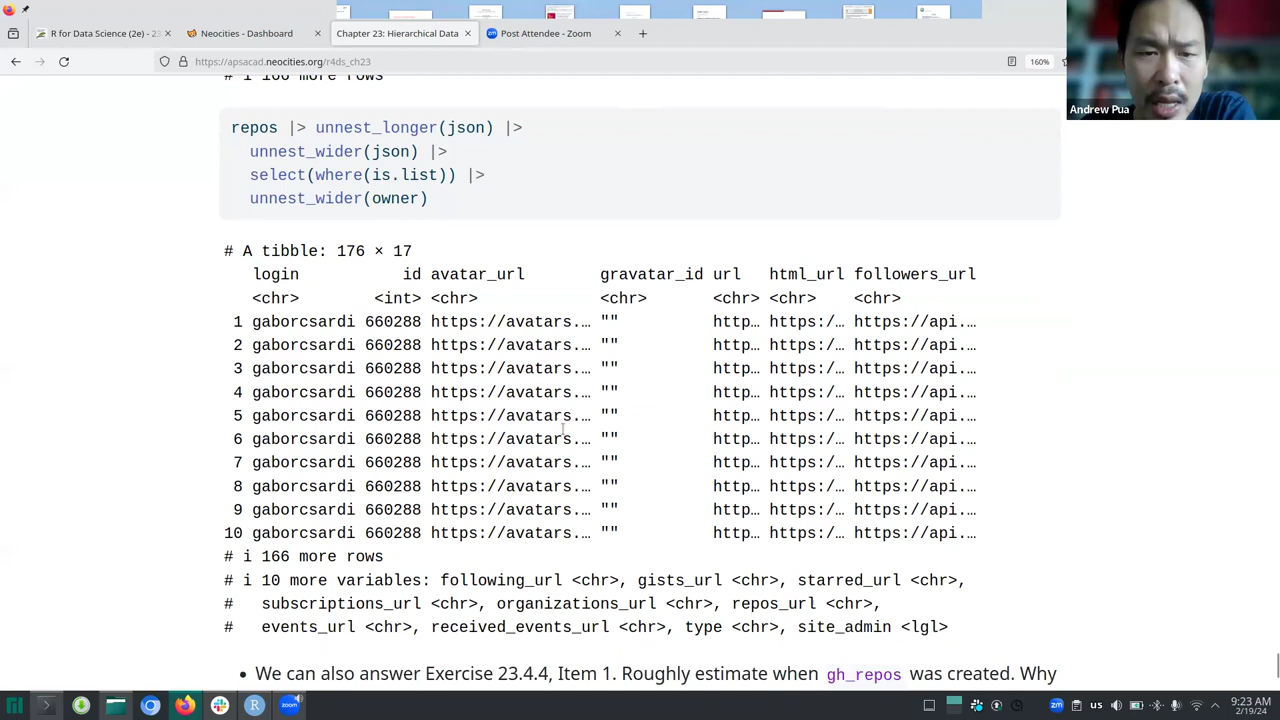 R for Data Science (2e) - 23
Neocities - Dashboard
Chapter 23: Hierarchical Data
Post Attendee - Zoom
https://apsacad.neocities.org/r4ds_ch23
160%
Andrew Pua
# i 166 more rows
repos |> unnest_longer(json) |>
unnest_wider(json) |>
select(where(is.list)) |>
unnest_wider(owner)
# A tibble: 176 × 17
login id avatar_url gravatar_id url html_url followers_url
<chr> <int> <chr> <chr> <chr> <chr> <chr>
1 gaborcsardi 660288 https://avatars.… "" http… https:/… https://api.…
2 gaborcsardi 660288 https://avatars.… "" http… https:/… https://api.…
3 gaborcsardi 660288 https://avatars.… "" http… https:/… https://api.…
4 gaborcsardi 660288 https://avatars.… "" http… https:/… https://api.…
5 gaborcsardi 660288 https://avatars.… "" http… https:/… https://api.…
6 gaborcsardi 660288 https://avatars.… "" http… https:/… https://api.…
7 gaborcsardi 660288 https://avatars.… "" http… https:/… https://api.…
8 gaborcsardi 660288 https://avatars.… "" http… https:/… https://api.…
9 gaborcsardi 660288 https://avatars.… "" http… https:/… https://api.…
10 gaborcsardi 660288 https://avatars.… "" http… https:/… https://api.…
# i 166 more rows
# i 10 more variables: following_url <chr>, gists_url <chr>, starred_url <chr>,
# subscriptions_url <chr>, organizations_url <chr>, repos_url <chr>,
# events_url <chr>, received_events_url <chr>, type <chr>, site_admin <lgl>
• We can also answer Exercise 23.4.4, Item 1. Roughly estimate when gh_repos was created. Why
us
9:23 AM
2/19/24